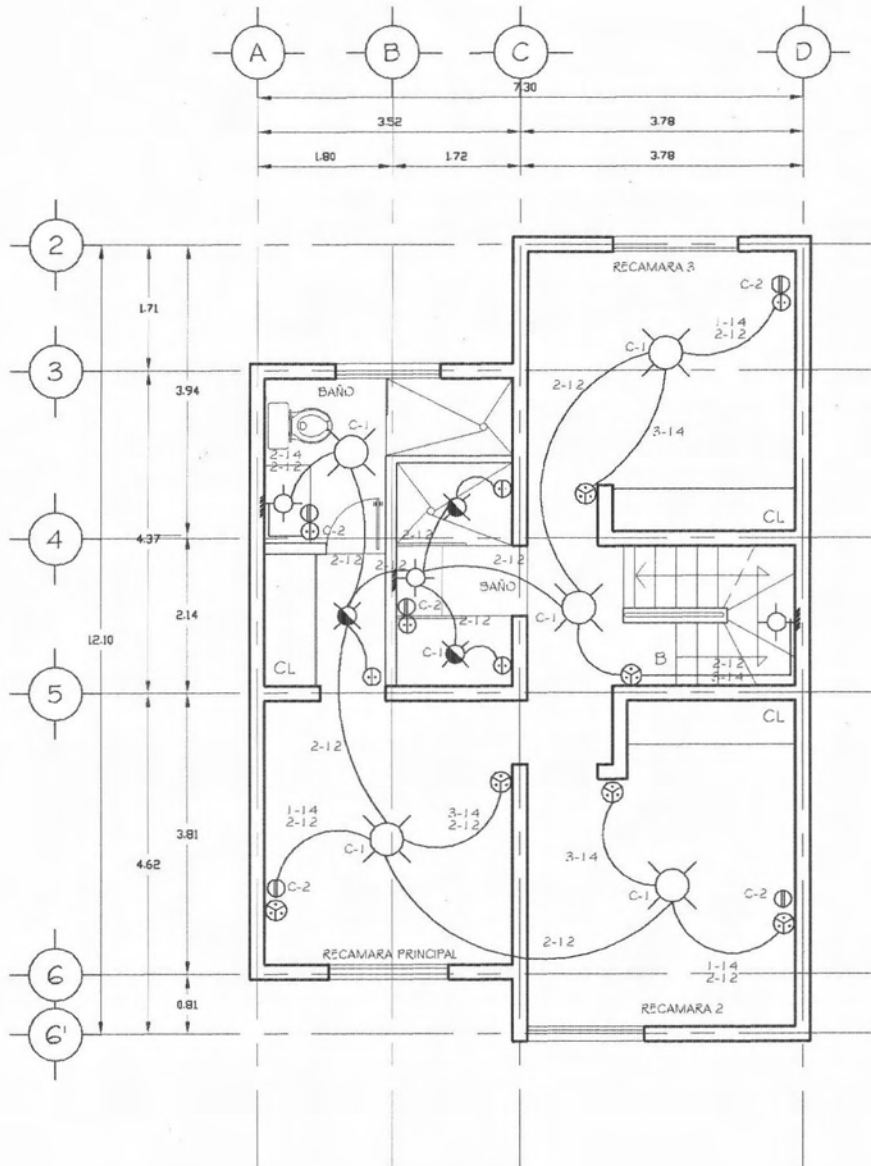 A B C D
7.30
3.52 3.78
1.80 1.72 3.78
2
RECAMARA 3
C-2
1.71
1-14
2-12
C-1
3
2-12
3.94
BAÑO
C-1
3-14
2-14
2-12
CL
C-2
4
4.37
2-12
2-12
2-12
2-12
BAÑO
C-2
C-1
2.14
12.10
2-12
C-1
B
2-12
3-14
CL
5
CL
2-12
1-14
2-12
3-14
2-12
3.81
C-1
4.62
3-14
C-2
C-1
C-2
2-12
RECAMARA PRINCIPAL
1-14
2-12
6
0.81
RECAMARA 2
6'